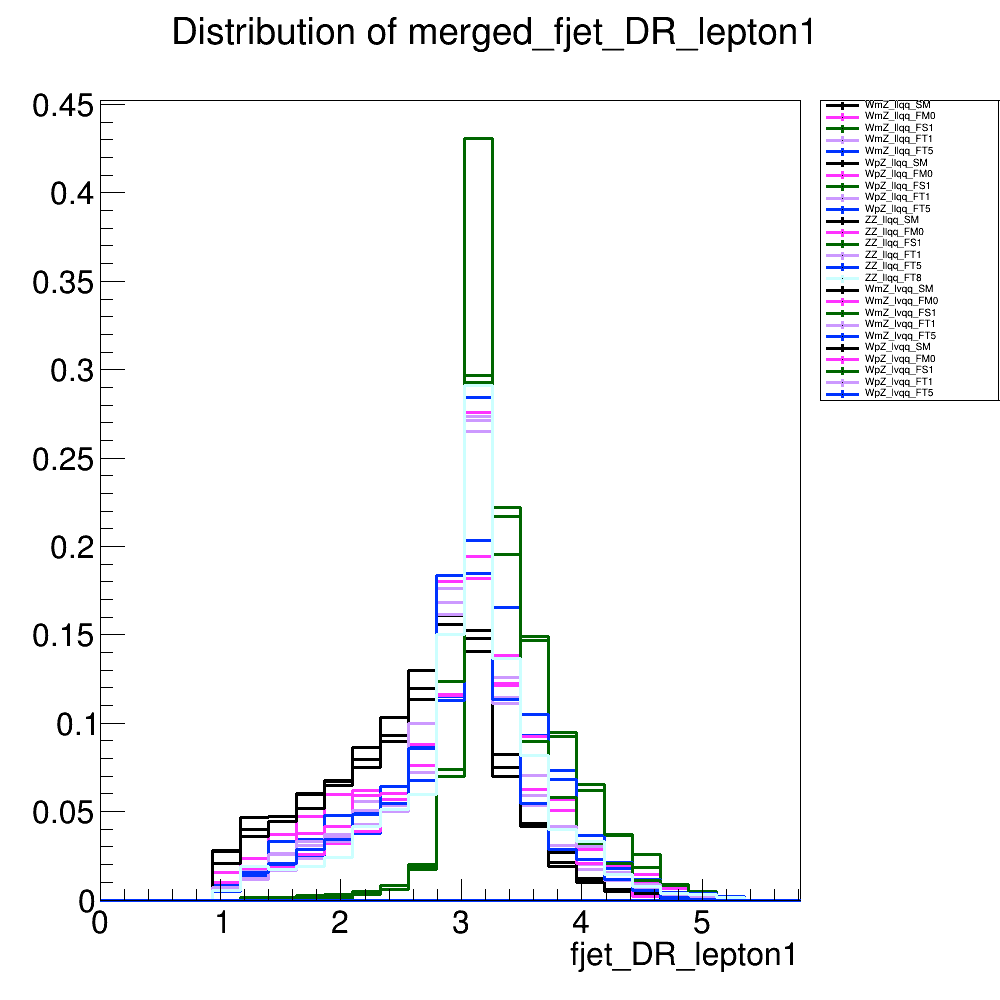 Distribution of merged_fjet_DR_lepton1
0.45
0.4
0.35
0.3
0.25
0.2
0.15
0.1
0.05
0
0 1 2 3 4 5
fjet_DR_lepton1
WmZ_llqq_SM
WmZ_llqq_FM0
WmZ_llqq_FS1
WmZ_llqq_FT1
WmZ_llqq_FT5
WpZ_llqq_SM
WpZ_llqq_FM0
WpZ_llqq_FS1
WpZ_llqq_FT1
WpZ_llqq_FT5
ZZ_llqq_SM
ZZ_llqq_FM0
ZZ_llqq_FS1
ZZ_llqq_FT1
ZZ_llqq_FT5
ZZ_llqq_FT8
WmZ_lvqq_SM
WmZ_lvqq_FM0
WmZ_lvqq_FS1
WmZ_lvqq_FT1
WmZ_lvqq_FT5
WpZ_lvqq_SM
WpZ_lvqq_FM0
WpZ_lvqq_FS1
WpZ_lvqq_FT1
WpZ_lvqq_FT5